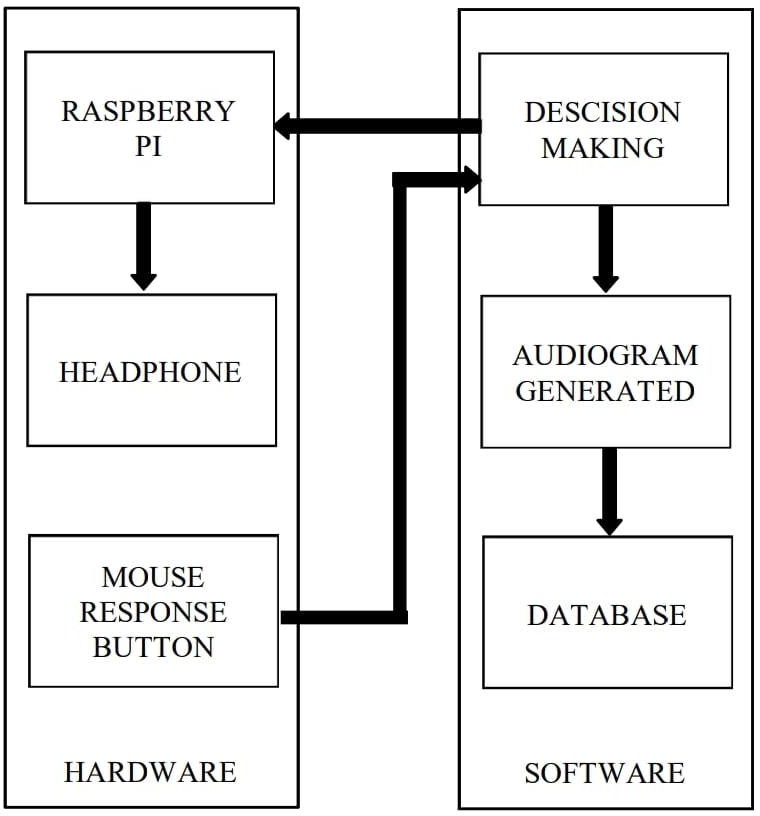 RASPBERRY
PI
HEADPHONE
MOUSE
RESPONSE
BUTTON
HARDWARE
DESCISION
MAKING
AUDIOGRAM
GENERATED
DATABASE
SOFTWARE